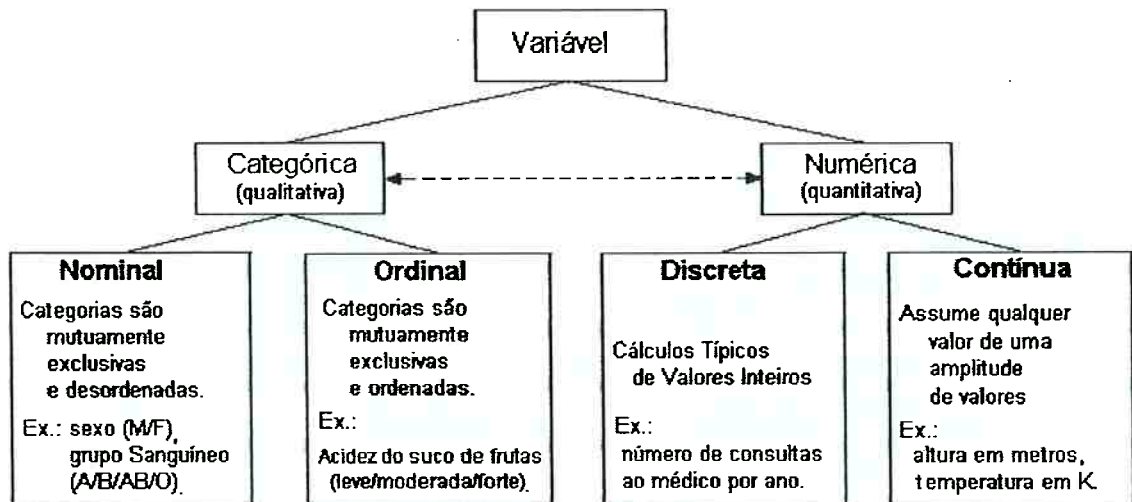 Variável
Categórica
(qualitativa)
Numérica
(quantitativa)
Nominal
Categorias são
mutuamente
exclusivas
e desordenadas.
Ex.: sexo (M/F),
grupo Sanguíneo
(A/B/AB/O).
Ordinal
Categorias são
mutuamente
exclusivas
e ordenadas.
Ex.:
Acidez do suco de frutas
(leve/moderada/forte).
Discreta
Cálculos Típicos
de Valores Inteiros
Ex.:
número de consultas
ao médico por ano.
Contínua
Assume qualquer
valor de uma
amplitude
de valores
Ex.:
altura em metros,
temperatura em K.